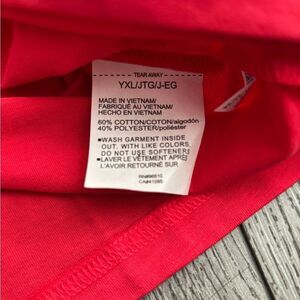 TEAR AWAY
YXL/JTG/J-EG
MADE IN VIETNAM/
FABRIQUÉ AU VIETNAM/
HECHO EN VIETNAM
60% COTTON/COTON/algodón
40% POLYESTER/poliéster
■WASH GARMENT INSIDE
OUT. WITH LIKE COLORS
DO NOT USE SOFTENERS
■LAVER LE VÊTEMENT APRÈS
L'AVOIR RETOURNÉ SUR